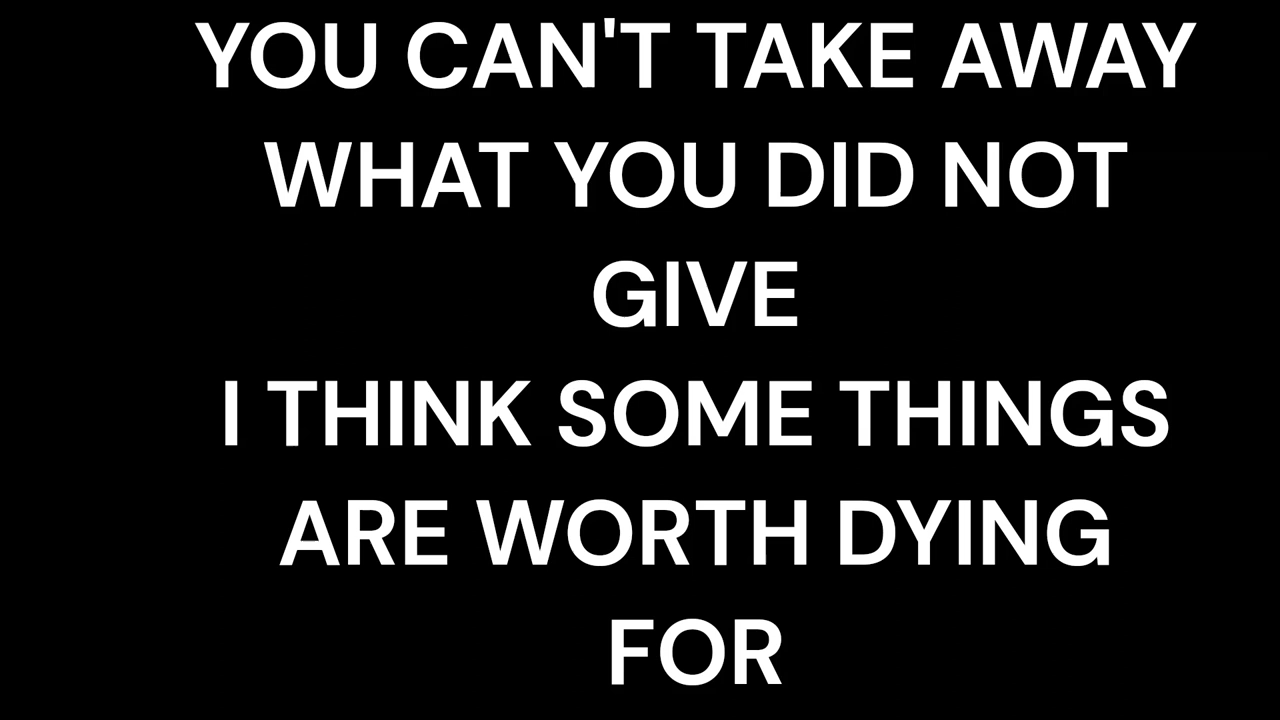 YOU CAN'T TAKE AWAY
WHAT YOU DID NOT
GIVE
I THINK SOME THINGS
ARE WORTH DYING
FOR